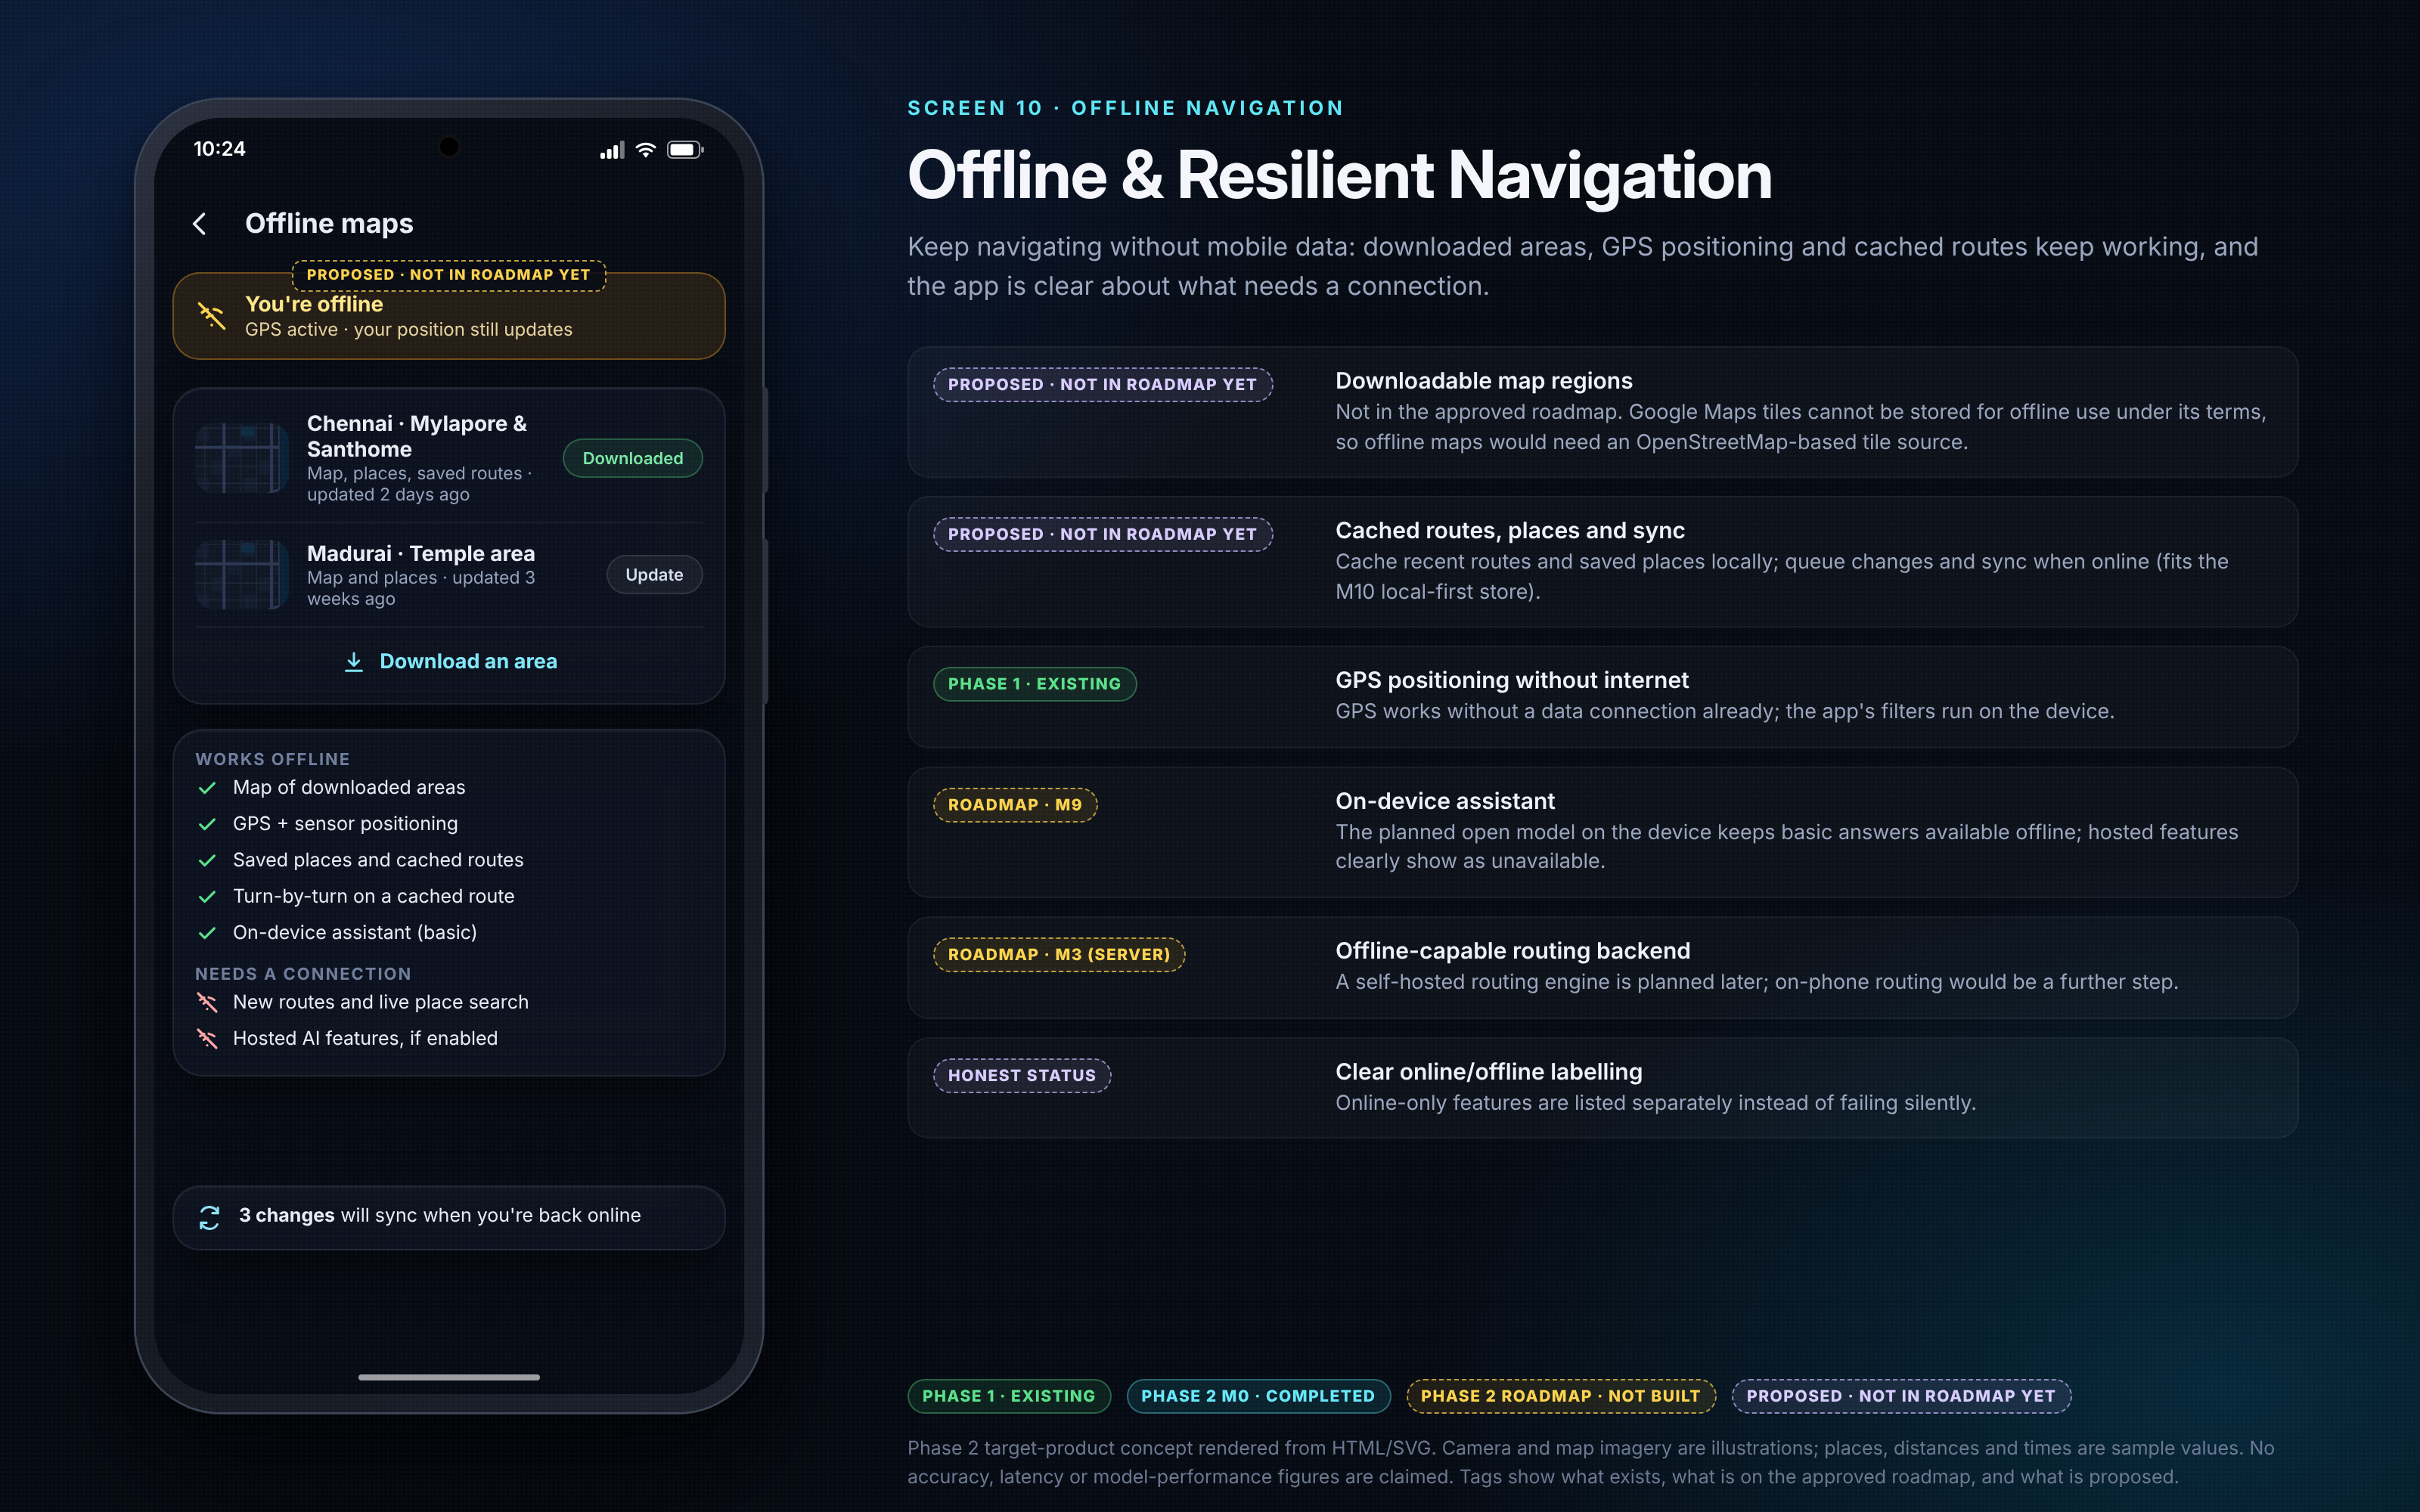 10:24
Offline maps
PROPOSED · NOT IN ROADMAP YET
You're offline
GPS active · your position still updates
Chennai · Mylapore &
Santhome
Map, places, saved routes ·
updated 2 days ago
Downloaded
Madurai · Temple area
Map and places · updated 3
weeks ago
Update
Download an area
WORKS OFFLINE
Map of downloaded areas
GPS + sensor positioning
Saved places and cached routes
Turn-by-turn on a cached route
On-device assistant (basic)
NEEDS A CONNECTION
New routes and live place search
Hosted AI features, if enabled
3 changes will sync when you're back online
SCREEN 10 · OFFLINE NAVIGATION
Offline & Resilient Navigation
Keep navigating without mobile data: downloaded areas, GPS positioning and cached routes keep working, and
the app is clear about what needs a connection.
PROPOSED · NOT IN ROADMAP YET
Downloadable map regions
Not in the approved roadmap. Google Maps tiles cannot be stored for offline use under its terms,
so offline maps would need an OpenStreetMap-based tile source.
PROPOSED · NOT IN ROADMAP YET
Cached routes, places and sync
Cache recent routes and saved places locally; queue changes and sync when online (fits the
M10 local-first store).
PHASE 1 · EXISTING
GPS positioning without internet
GPS works without a data connection already; the app's filters run on the device.
ROADMAP · M9
On-device assistant
The planned open model on the device keeps basic answers available offline; hosted features
clearly show as unavailable.
ROADMAP · M3 (SERVER)
Offline-capable routing backend
A self-hosted routing engine is planned later; on-phone routing would be a further step.
HONEST STATUS
Clear online/offline labelling
Online-only features are listed separately instead of failing silently.
PHASE 1 · EXISTING
PHASE 2 M0 · COMPLETED
PHASE 2 ROADMAP · NOT BUILT
PROPOSED · NOT IN ROADMAP YET
Phase 2 target-product concept rendered from HTML/SVG. Camera and map imagery are illustrations; places, distances and times are sample values. No
accuracy, latency or model-performance figures are claimed. Tags show what exists, what is on the approved roadmap, and what is proposed.